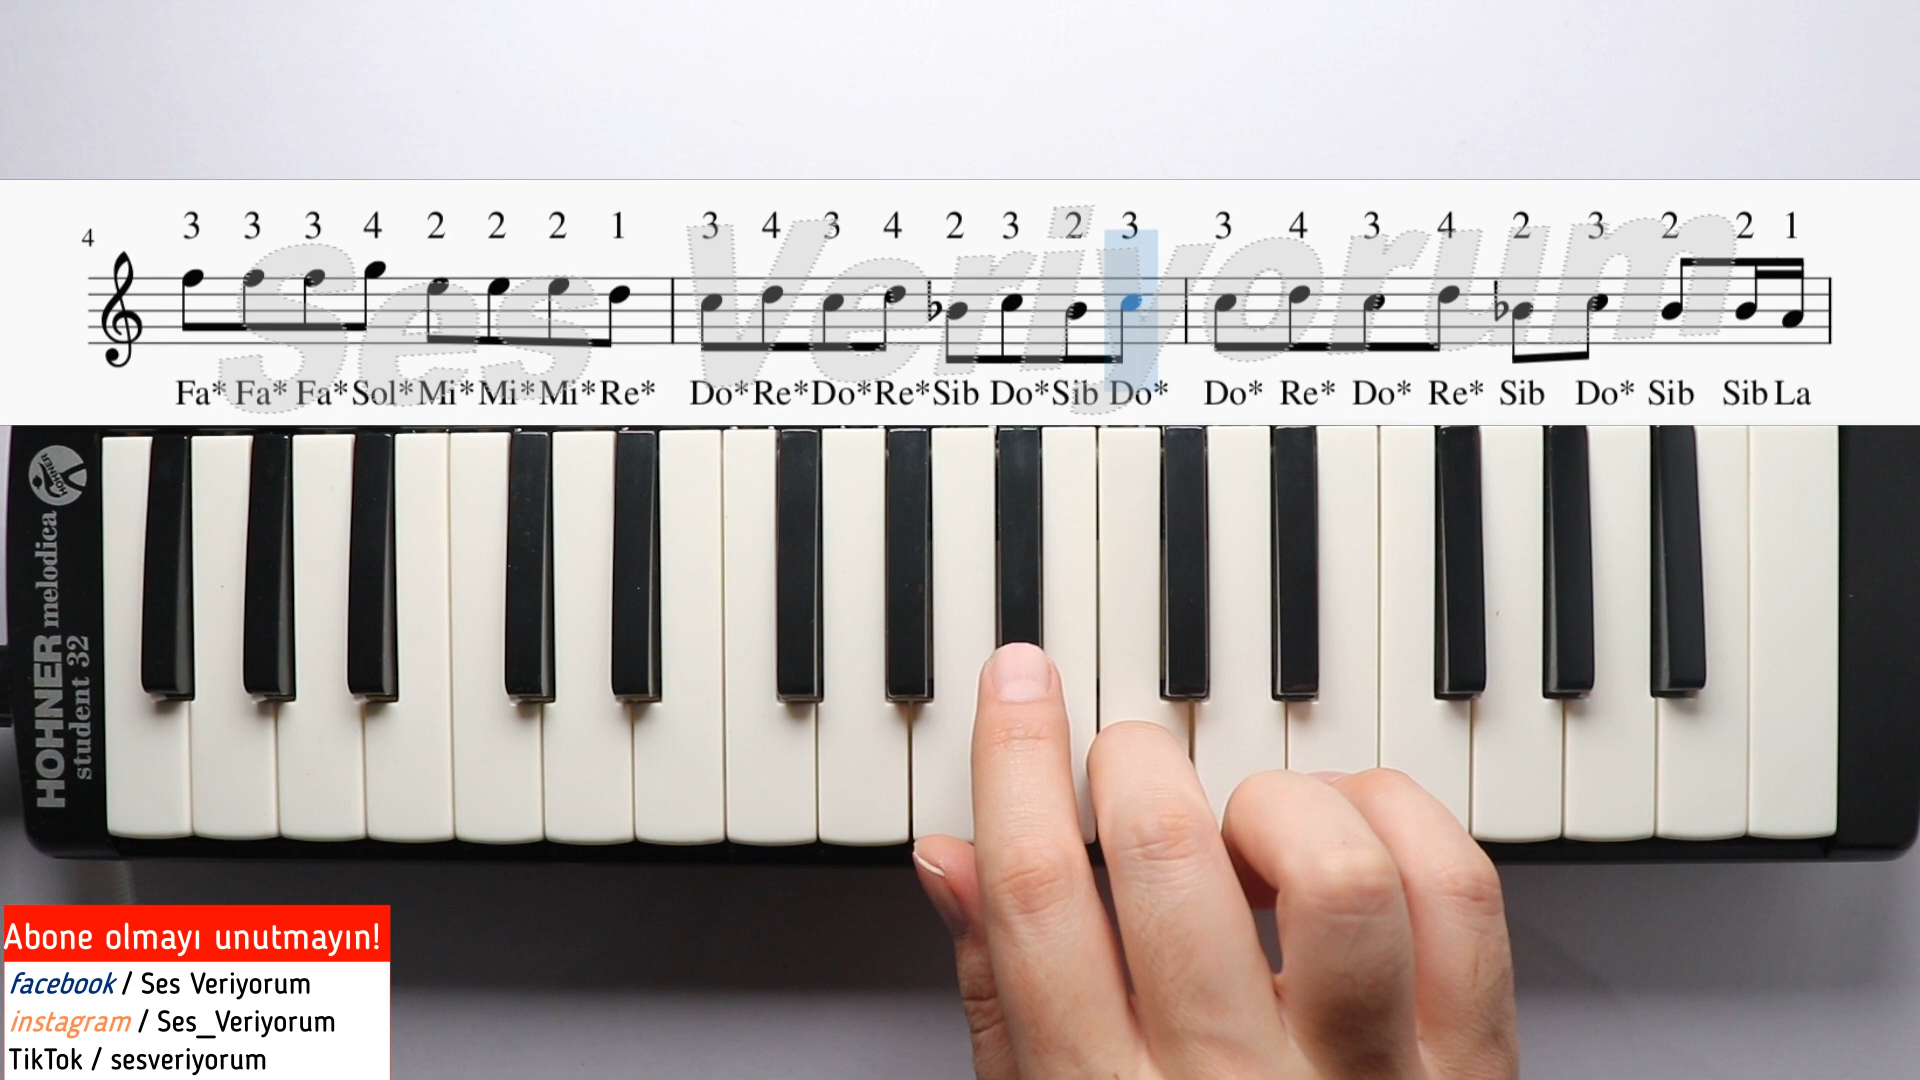 4
3 3 3 4 2 2 2 1 3 4 3 4 2 3 2 3 3 4 3 4 2 3 2 2 1
Ses Veriyorum
Fa* Fa* Fa* Sol* Mi* Mi* Mi* Re* Do* Re* Do* Re* Sib Do* Sib Do* Do* Re* Do* Re* Sib Do* Sib Sib La
HOHNER
HOHNER melodica
student 32
Abone olmayı unutmayın!
facebook / Ses Veriyorum
instagram / Ses_Veriyorum
TikTok / sesveriyorum